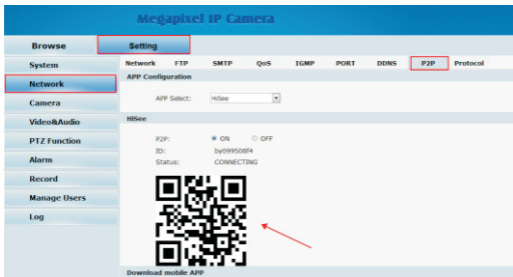 Megapixel IP Camera
Browse Setting
System
Network
Camera
Video&Audio
PTZ Function
Alarm
Record
Manage Users
Log
Network FTP SMTP QoS IGMP PORT DDNS P2P Protocol
APP Configuration
APP Select: HiSee
HiSee
P2P: ON OFF
ID: by099508f4
Status: CONNECTING
Download mobile APP